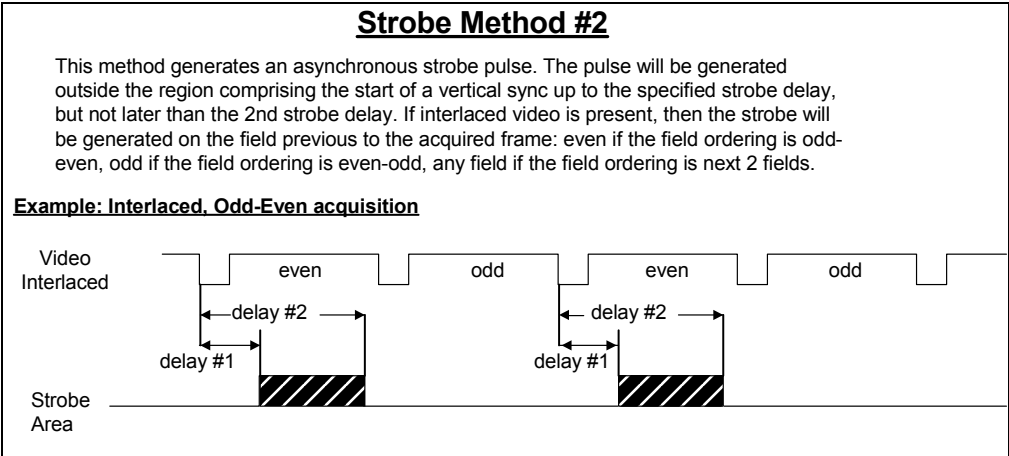 Strobe Method #2
This method generates an asynchronous strobe pulse. The pulse will be generated
outside the region comprising the start of a vertical sync up to the specified strobe delay,
but not later than the 2nd strobe delay. If interlaced video is present, then the strobe will
be generated on the field previous to the acquired frame: even if the field ordering is odd-
even, odd if the field ordering is even-odd, any field if the field ordering is next 2 fields.
Example: Interlaced, Odd-Even acquisition
Video
Interlaced
even
odd
even
odd
delay #2
delay #2
delay #1
delay #1
Strobe
Area